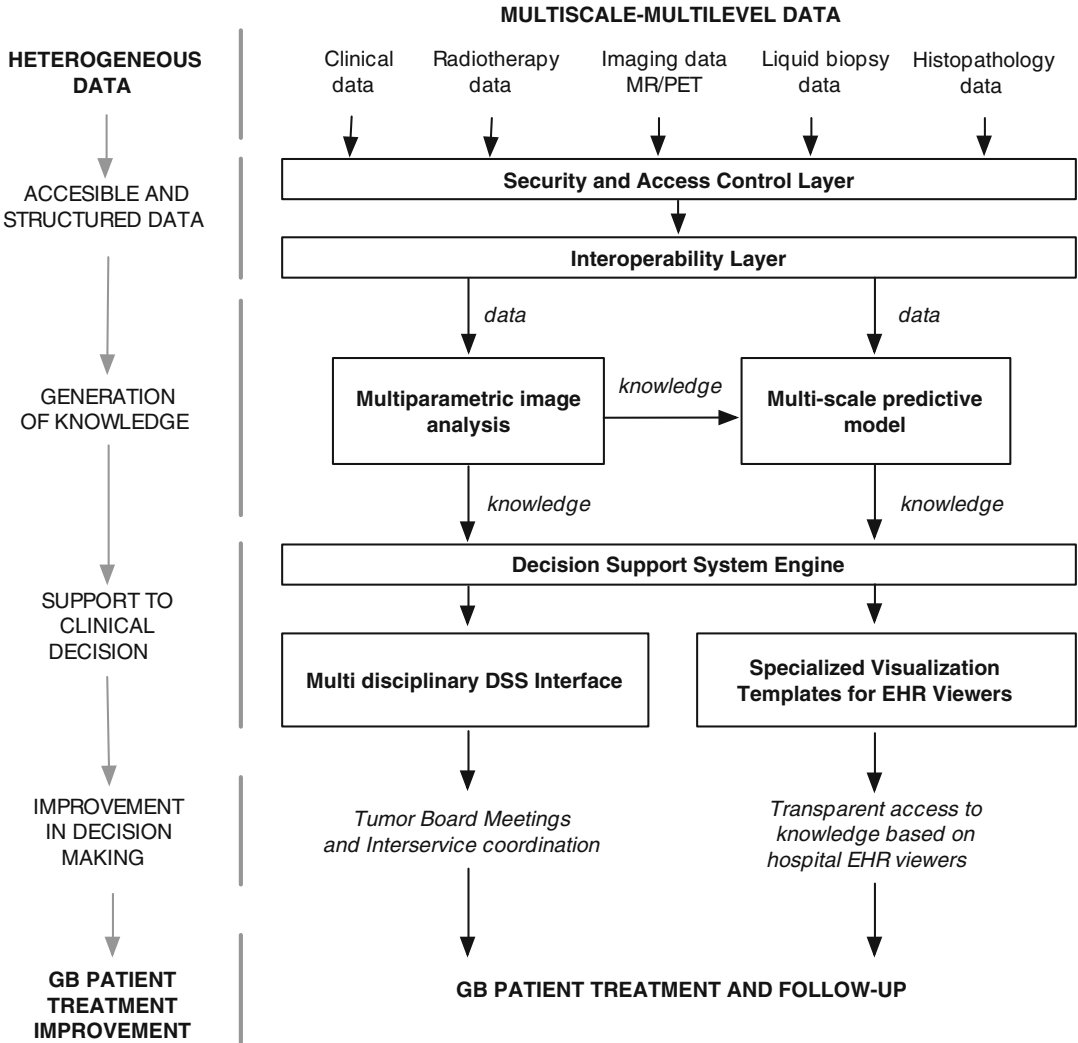 MULTISCALE-MULTILEVEL DATA
HETEROGENEOUS
DATA
Clinical
data
Radiotherapy
data
Imaging data
MR/PET
Liquid biopsy
data
Histopathology
data
ACCESIBLE AND
STRUCTURED DATA
Security and Access Control Layer
Interoperability Layer
data
data
GENERATION
OF KNOWLEDGE
Multiparametric image
analysis
knowledge
Multi-scale predictive
model
knowledge
knowledge
SUPPORT TO
CLINICAL
DECISION
Decision Support System Engine
Multi disciplinary DSS Interface
Specialized Visualization
Templates for EHR Viewers
IMPROVEMENT
IN DECISION
MAKING
Tumor Board Meetings
and Interservice coordination
Transparent access to
knowledge based on
hospital EHR viewers
GB PATIENT
TREATMENT
IMPROVEMENT
GB PATIENT TREATMENT AND FOLLOW-UP